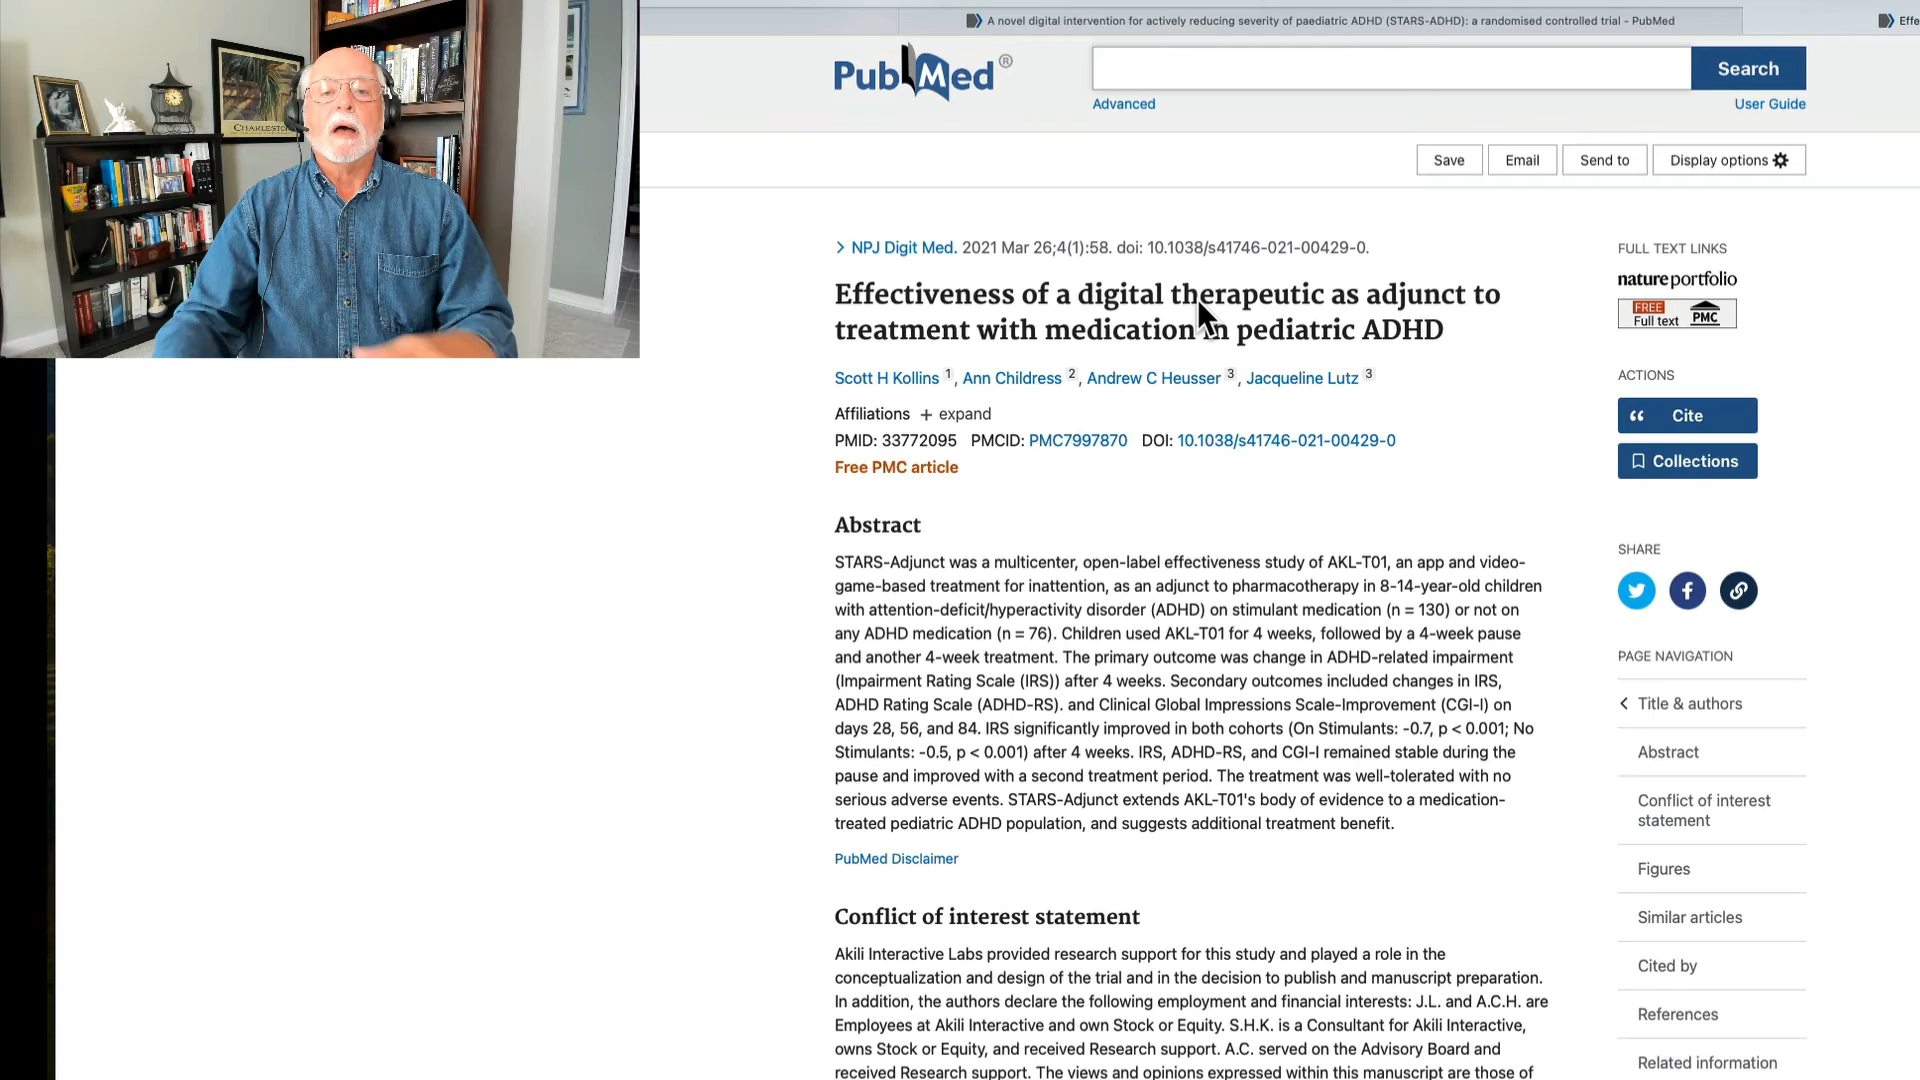 CHARLESTON
A novel digital intervention for actively reducing severity of paediatric ADHD (STARS-ADHD): a randomised controlled trial - PubMed
Effe
PubMed®
Search
Advanced
User Guide
Save
Email
Send to
Display options
NPJ Digit Med. 2021 Mar 26;4(1):58. doi: 10.1038/s41746-021-00429-0.
Effectiveness of a digital therapeutic as adjunct to
treatment with medication in pediatric ADHD
Scott H Kollins 1, Ann Childress 2, Andrew C Heusser 3, Jacqueline Lutz 3
Affiliations + expand
PMID: 33772095 PMCID: PMC7997870 DOI: 10.1038/s41746-021-00429-0
Free PMC article
Abstract
STARS-Adjunct was a multicenter, open-label effectiveness study of AKL-T01, an app and video-
game-based treatment for inattention, as an adjunct to pharmacotherapy in 8-14-year-old children
with attention-deficit/hyperactivity disorder (ADHD) on stimulant medication (n = 130) or not on
any ADHD medication (n = 76). Children used AKL-T01 for 4 weeks, followed by a 4-week pause
and another 4-week treatment. The primary outcome was change in ADHD-related impairment
(Impairment Rating Scale (IRS)) after 4 weeks. Secondary outcomes included changes in IRS,
ADHD Rating Scale (ADHD-RS). and Clinical Global Impressions Scale-Improvement (CGI-I) on
days 28, 56, and 84. IRS significantly improved in both cohorts (On Stimulants: -0.7, p < 0.001; No
Stimulants: -0.5, p < 0.001) after 4 weeks. IRS, ADHD-RS, and CGI-I remained stable during the
pause and improved with a second treatment period. The treatment was well-tolerated with no
serious adverse events. STARS-Adjunct extends AKL-T01's body of evidence to a medication-
treated pediatric ADHD population, and suggests additional treatment benefit.
PubMed Disclaimer
Conflict of interest statement
Akili Interactive Labs provided research support for this study and played a role in the
conceptualization and design of the trial and in the decision to publish and manuscript preparation.
In addition, the authors declare the following employment and financial interests: J.L. and A.C.H. are
Employees at Akili Interactive and own Stock or Equity. S.H.K. is a Consultant for Akili Interactive,
owns Stock or Equity, and received Research support. A.C. served on the Advisory Board and
received Research support. The views and opinions expressed within this manuscript are those of
FULL TEXT LINKS
natureportfolio
FREE
Full text
PMC
ACTIONS
Cite
Collections
SHARE
PAGE NAVIGATION
Title & authors
Abstract
Conflict of interest
statement
Figures
Similar articles
Cited by
References
Related information